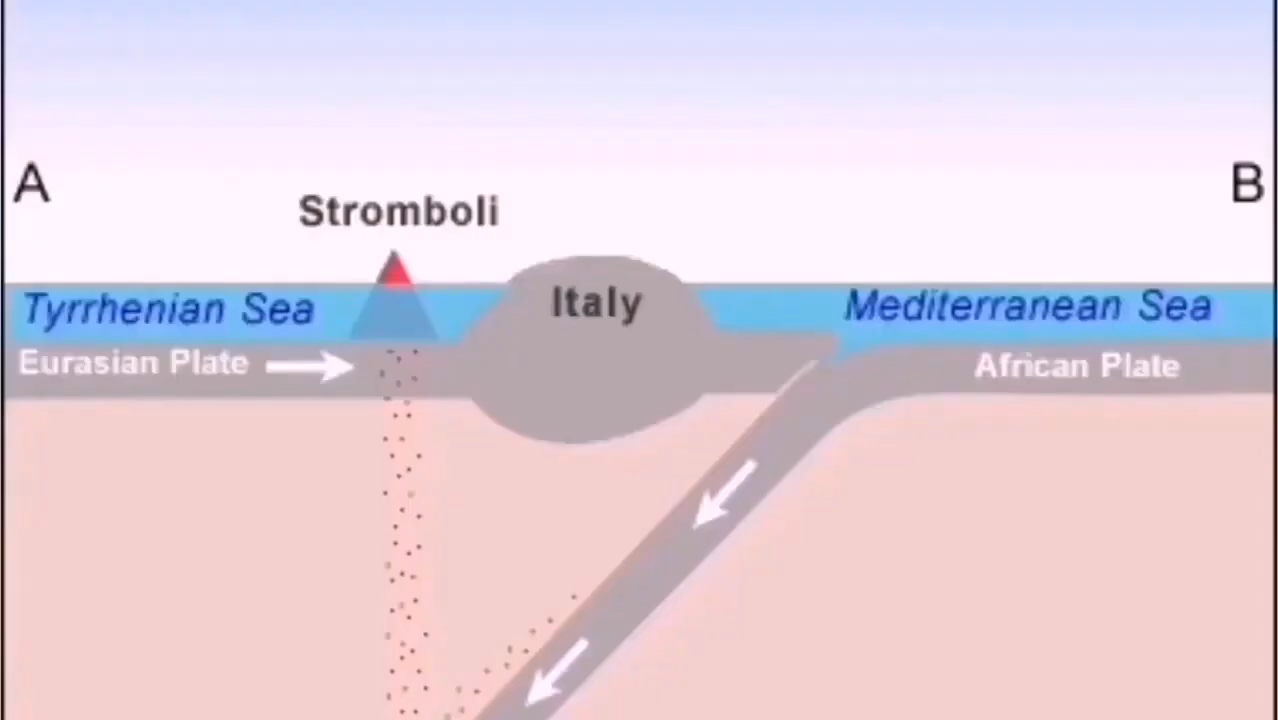 A
B
Stromboli
Tyrrhenian Sea
Italy
Mediterranean Sea
Eurasian Plate
African Plate